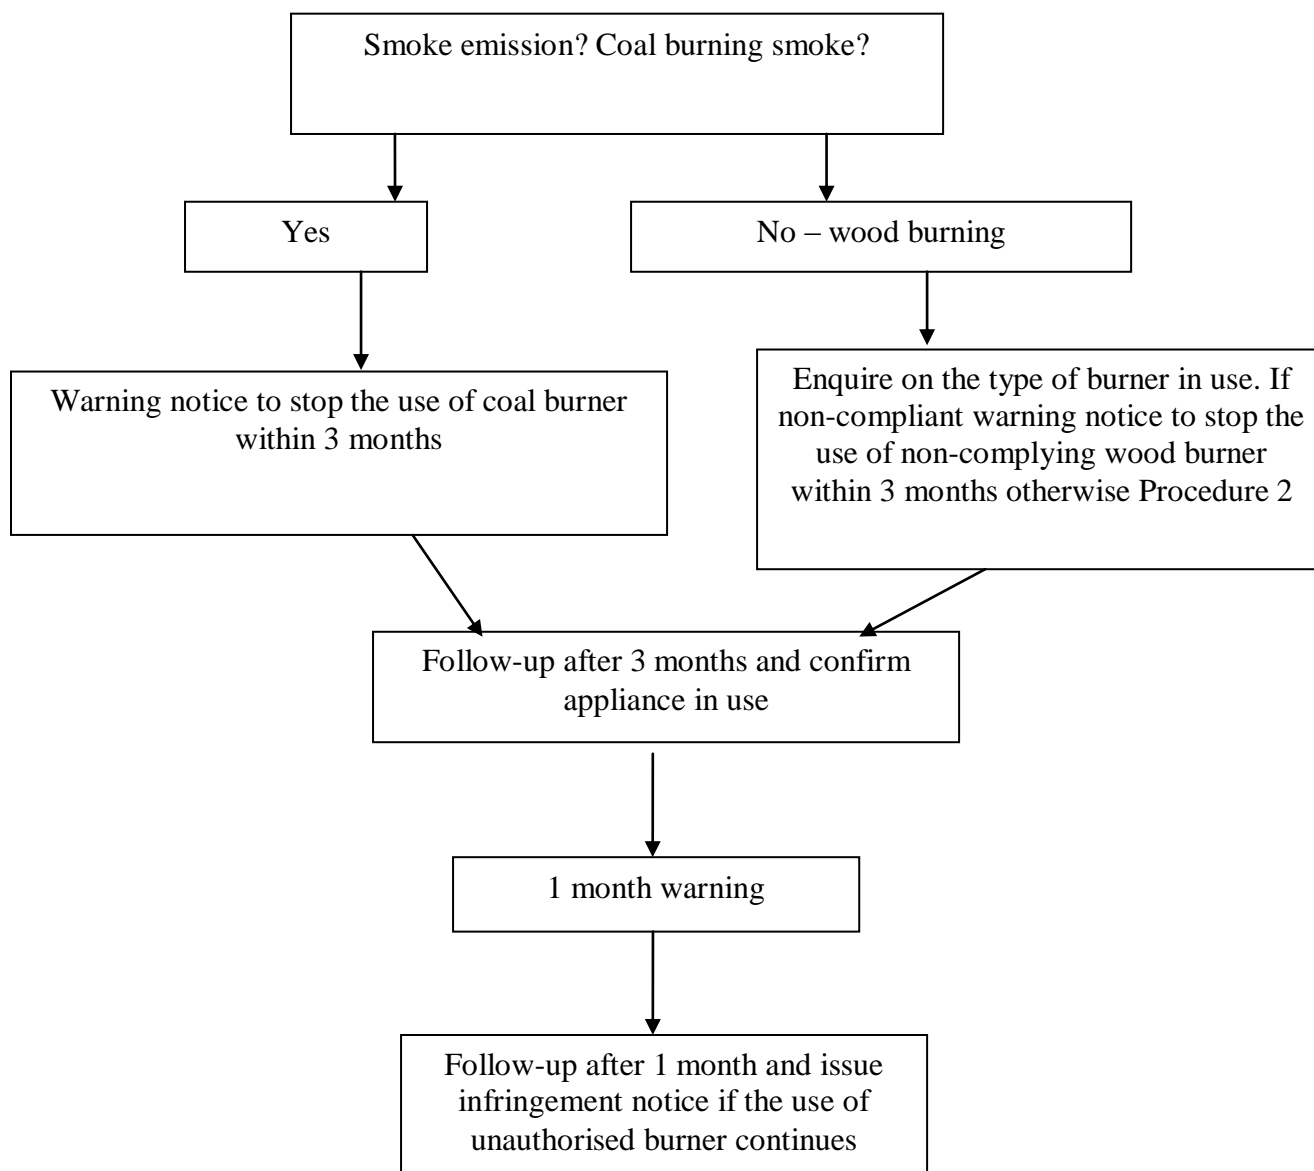 Smoke emission? Coal burning smoke?
Yes
No – wood burning
Warning notice to stop the use of coal burner
within 3 months
Enquire on the type of burner in use. If
non-compliant warning notice to stop the
use of non-complying wood burner
within 3 months otherwise Procedure 2
Follow-up after 3 months and confirm
appliance in use
1 month warning
Follow-up after 1 month and issue
infringement notice if the use of
unauthorised burner continues